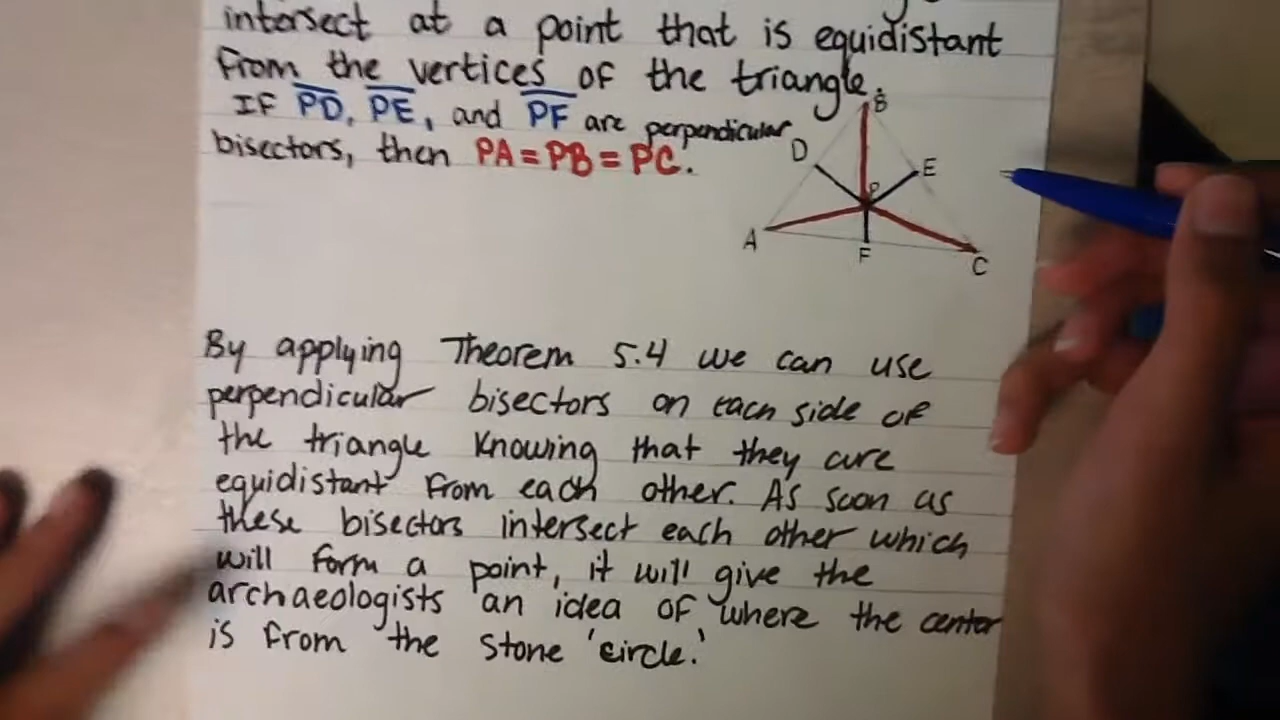 intersect at a point that is equidistant
from the vertices of the triangle.
If PD, PE, and PF are perpendicular
bisectors, then PA = PB = PC.
B
D
E
P
A
F
C
By applying Theorem 5.4 we can use
perpendicular bisectors on each side of
the triangle knowing that they are
equidistant from each other. As soon as
these bisectors intersect each other which
will form a point, it will give the
archaeologists an idea of where the center
is from the stone 'circle.'